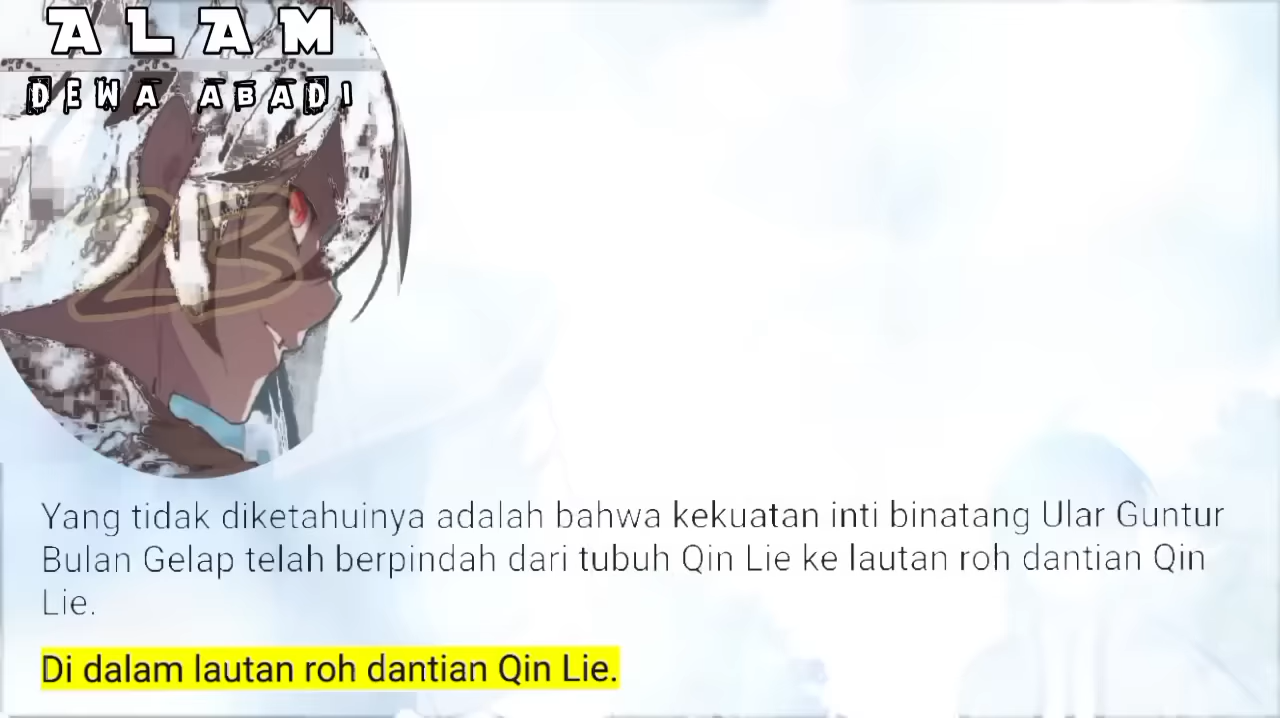 ALAM
DEWA ABADI
23
Yang tidak diketahuinya adalah bahwa kekuatan inti binatang Ular Guntur
Bulan Gelap telah berpindah dari tubuh Qin Lie ke lautan roh dantian Qin
Lie.
Di dalam lautan roh dantian Qin Lie.